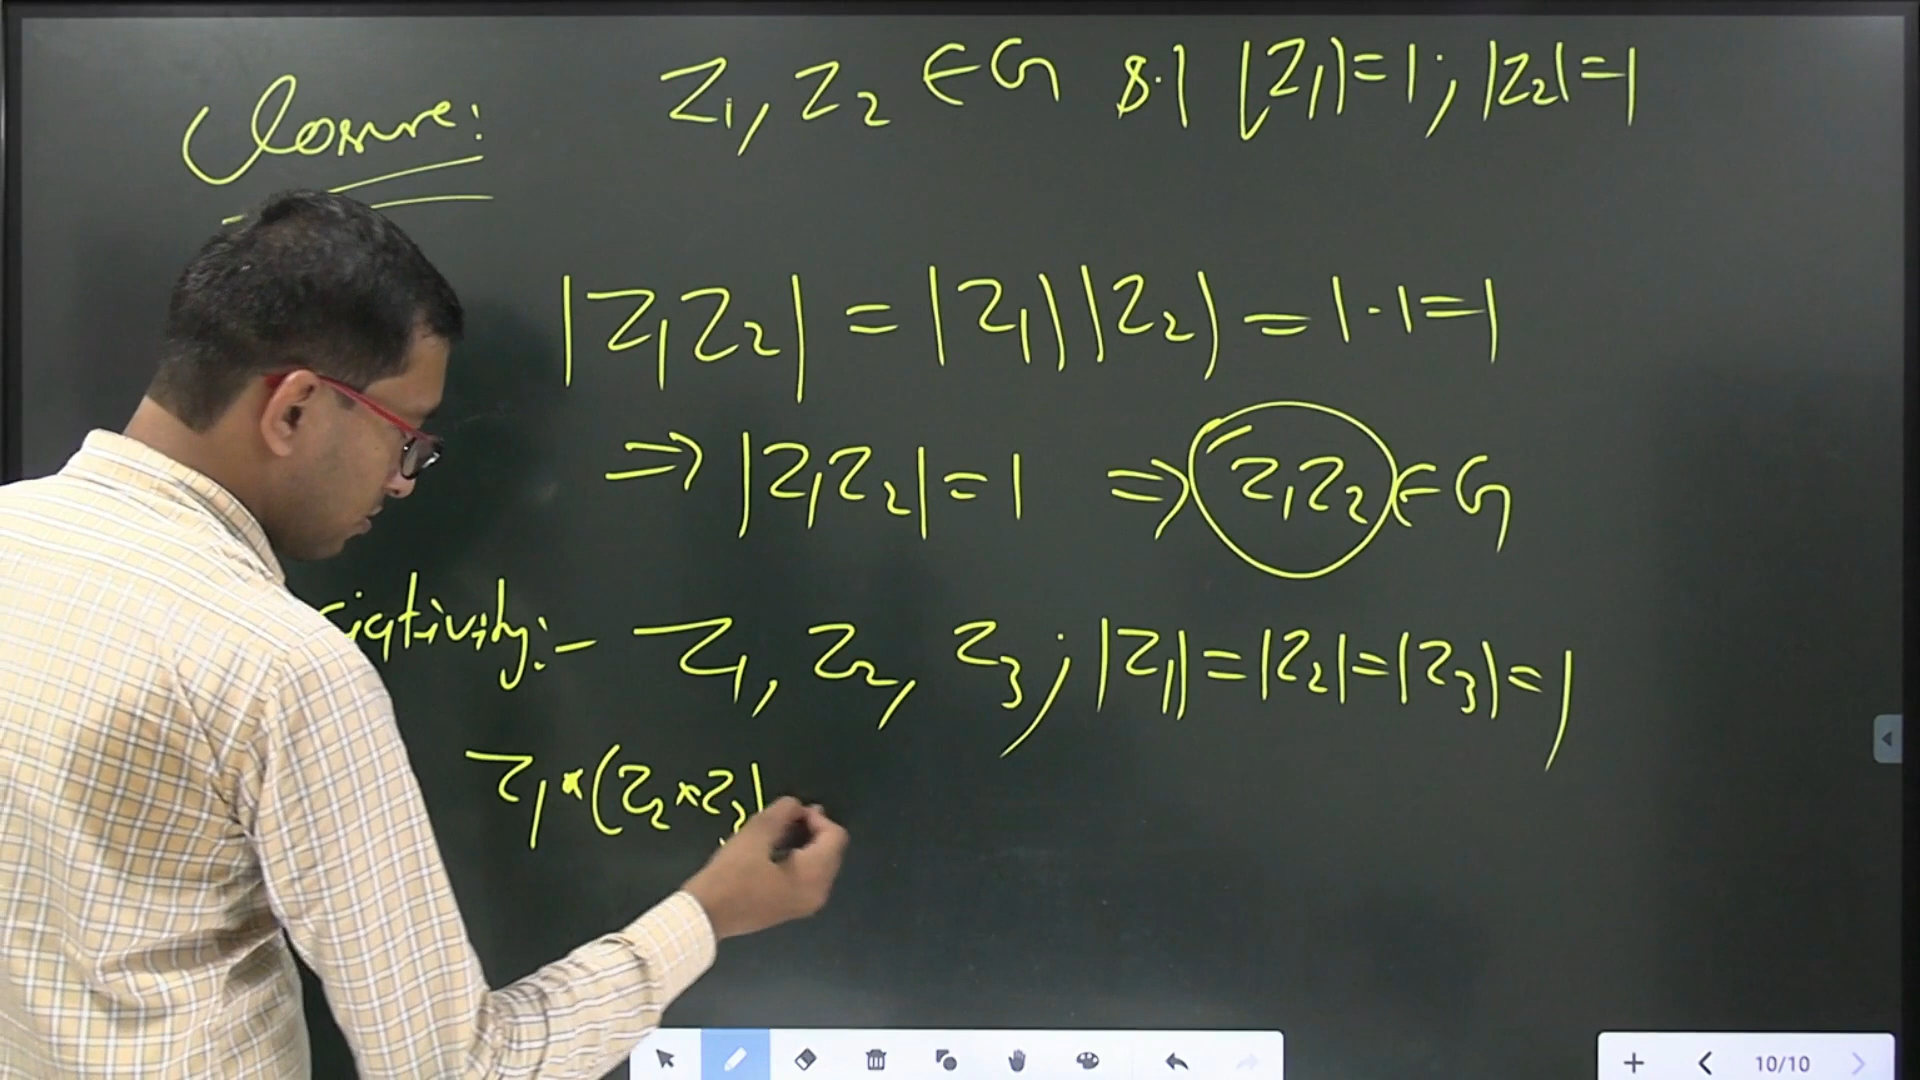 Closure: z₁, z₂ ∈ G s.t |z₁|=1; |z₂|=1
|z₁z₂| = |z₁||z₂| = 1·1=1
⇒ |z₁z₂|=1 ⇒ z₁z₂ ∈ G
z₁, z₂, z₃; |z₁|=|z₂|=|z₃|=1
z₁*(z₂*z₃)
10/10